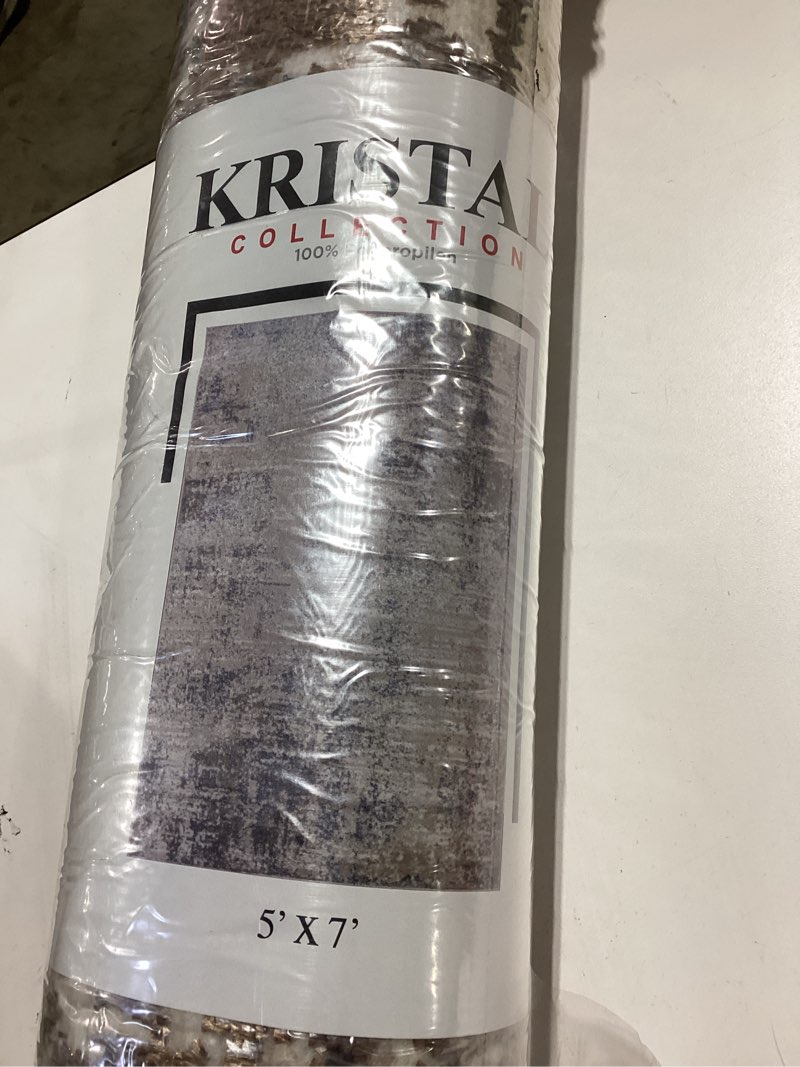 KRISTAL
COLLECTION
100%
5' X 7'